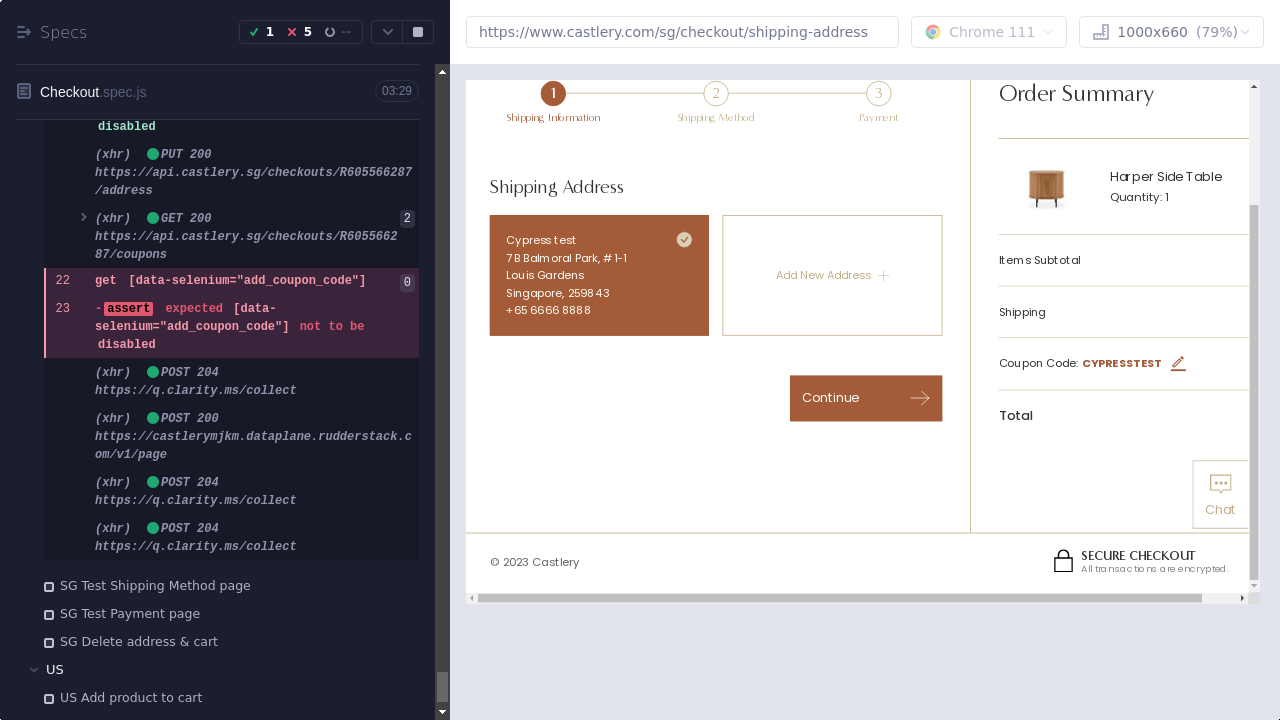 Specs
1
5
--
Checkout.spec.js
03:29
disabled
(xhr) PUT 200
https://api.castlery.sg/checkouts/R605566287
/address
(xhr) GET 200
2
https://api.castlery.sg/checkouts/R6055662
87/coupons
22 get [data-selenium="add_coupon_code"]
0
23 -assert expected [data-
selenium="add_coupon_code"] not to be
disabled
(xhr) POST 204
https://q.clarity.ms/collect
(xhr) POST 200
https://castlerymjkm.dataplane.rudderstack.c
om/v1/page
(xhr) POST 204
https://q.clarity.ms/collect
(xhr) POST 204
https://q.clarity.ms/collect
SG Test Shipping Method page
SG Test Payment page
SG Delete address & cart
US
US Add product to cart
https://www.castlery.com/sg/checkout/shipping-address
Chrome 111
1000x660 (79%)
1
2
3
Shipping Information
Shipping Method
Payment
Shipping Address
Cypress test
7B Balmoral Park, #1-1
Louis Gardens
Singapore, 259843
+65 6666 8888
Add New Address
Continue
Order Summary
Harper Side Table
Quantity: 1
Items Subtotal
Shipping
Coupon Code: CYPRESSTEST
Total
Chat
© 2023 Castlery
SECURE CHECKOUT
All transactions are encrypted.